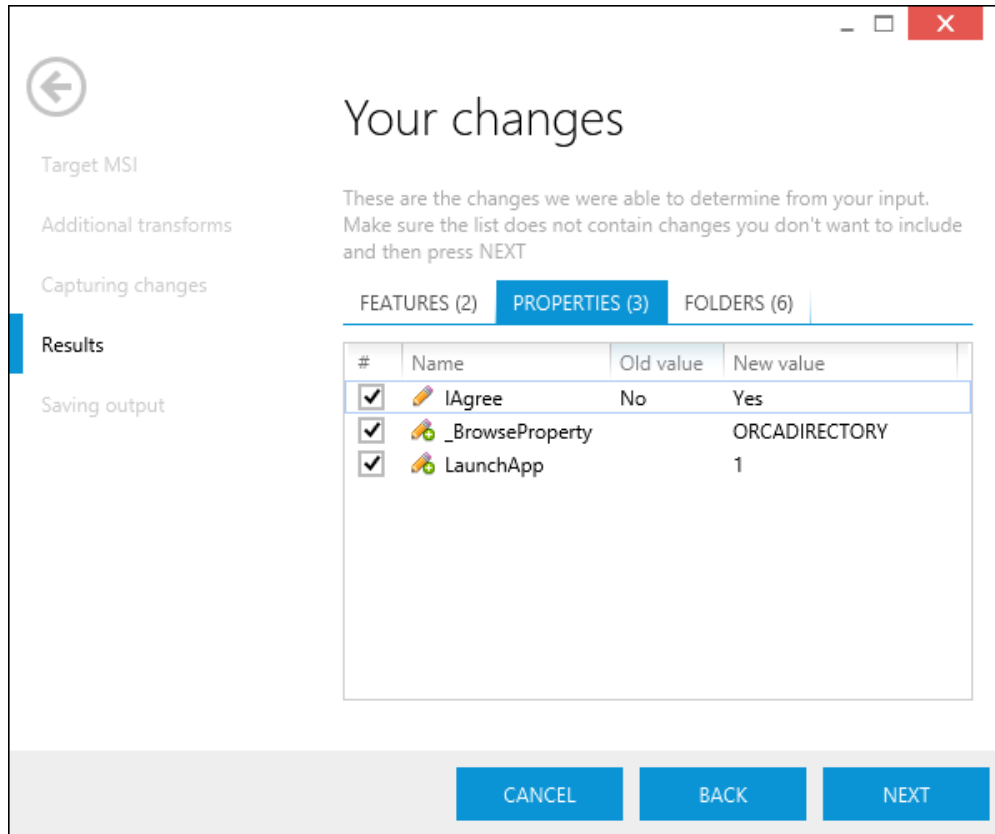 Your changes
Target MSI
Additional transforms
Capturing changes
Results
Saving output
These are the changes we were able to determine from your input.
Make sure the list does not contain changes you don't want to include
and then press NEXT
FEATURES (2) PROPERTIES (3) FOLDERS (6)
# Name Old value New value
IAgree No Yes
_BrowseProperty ORCADIRECTORY
LaunchApp 1
CANCEL BACK NEXT